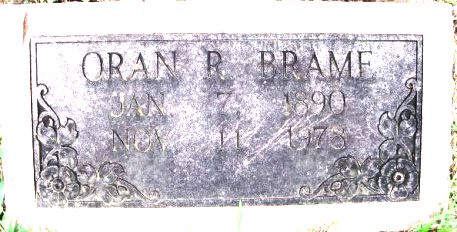 ORAN R. BRAME
JAN. 7, 1890
NOV. 11, 1978